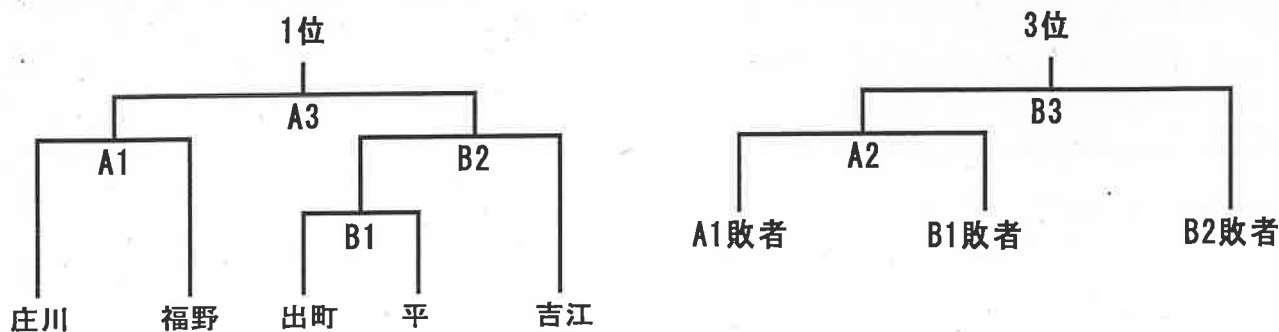 1位
A3
A1
B2
B1
庄川 福野 出町 平 吉江
3位
B3
A2
A1敗者 B1敗者 B2敗者